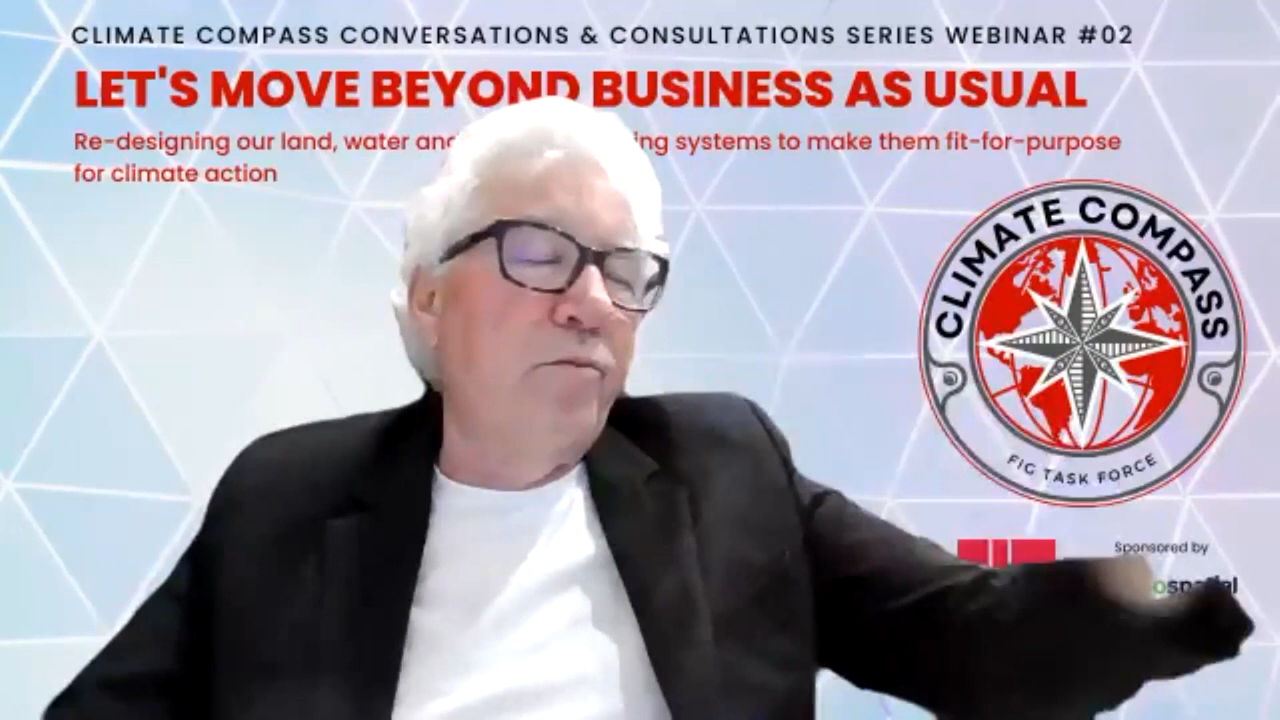 CLIMATE COMPASS CONVERSATIONS & CONSULTATIONS SERIES WEBINAR #02
LET'S MOVE BEYOND BUSINESS AS USUAL
Re-designing our land, water and systems to make them fit-for-purpose
for climate action
CLIMATE COMPASS
FIG TASK FORCE
Sponsored by